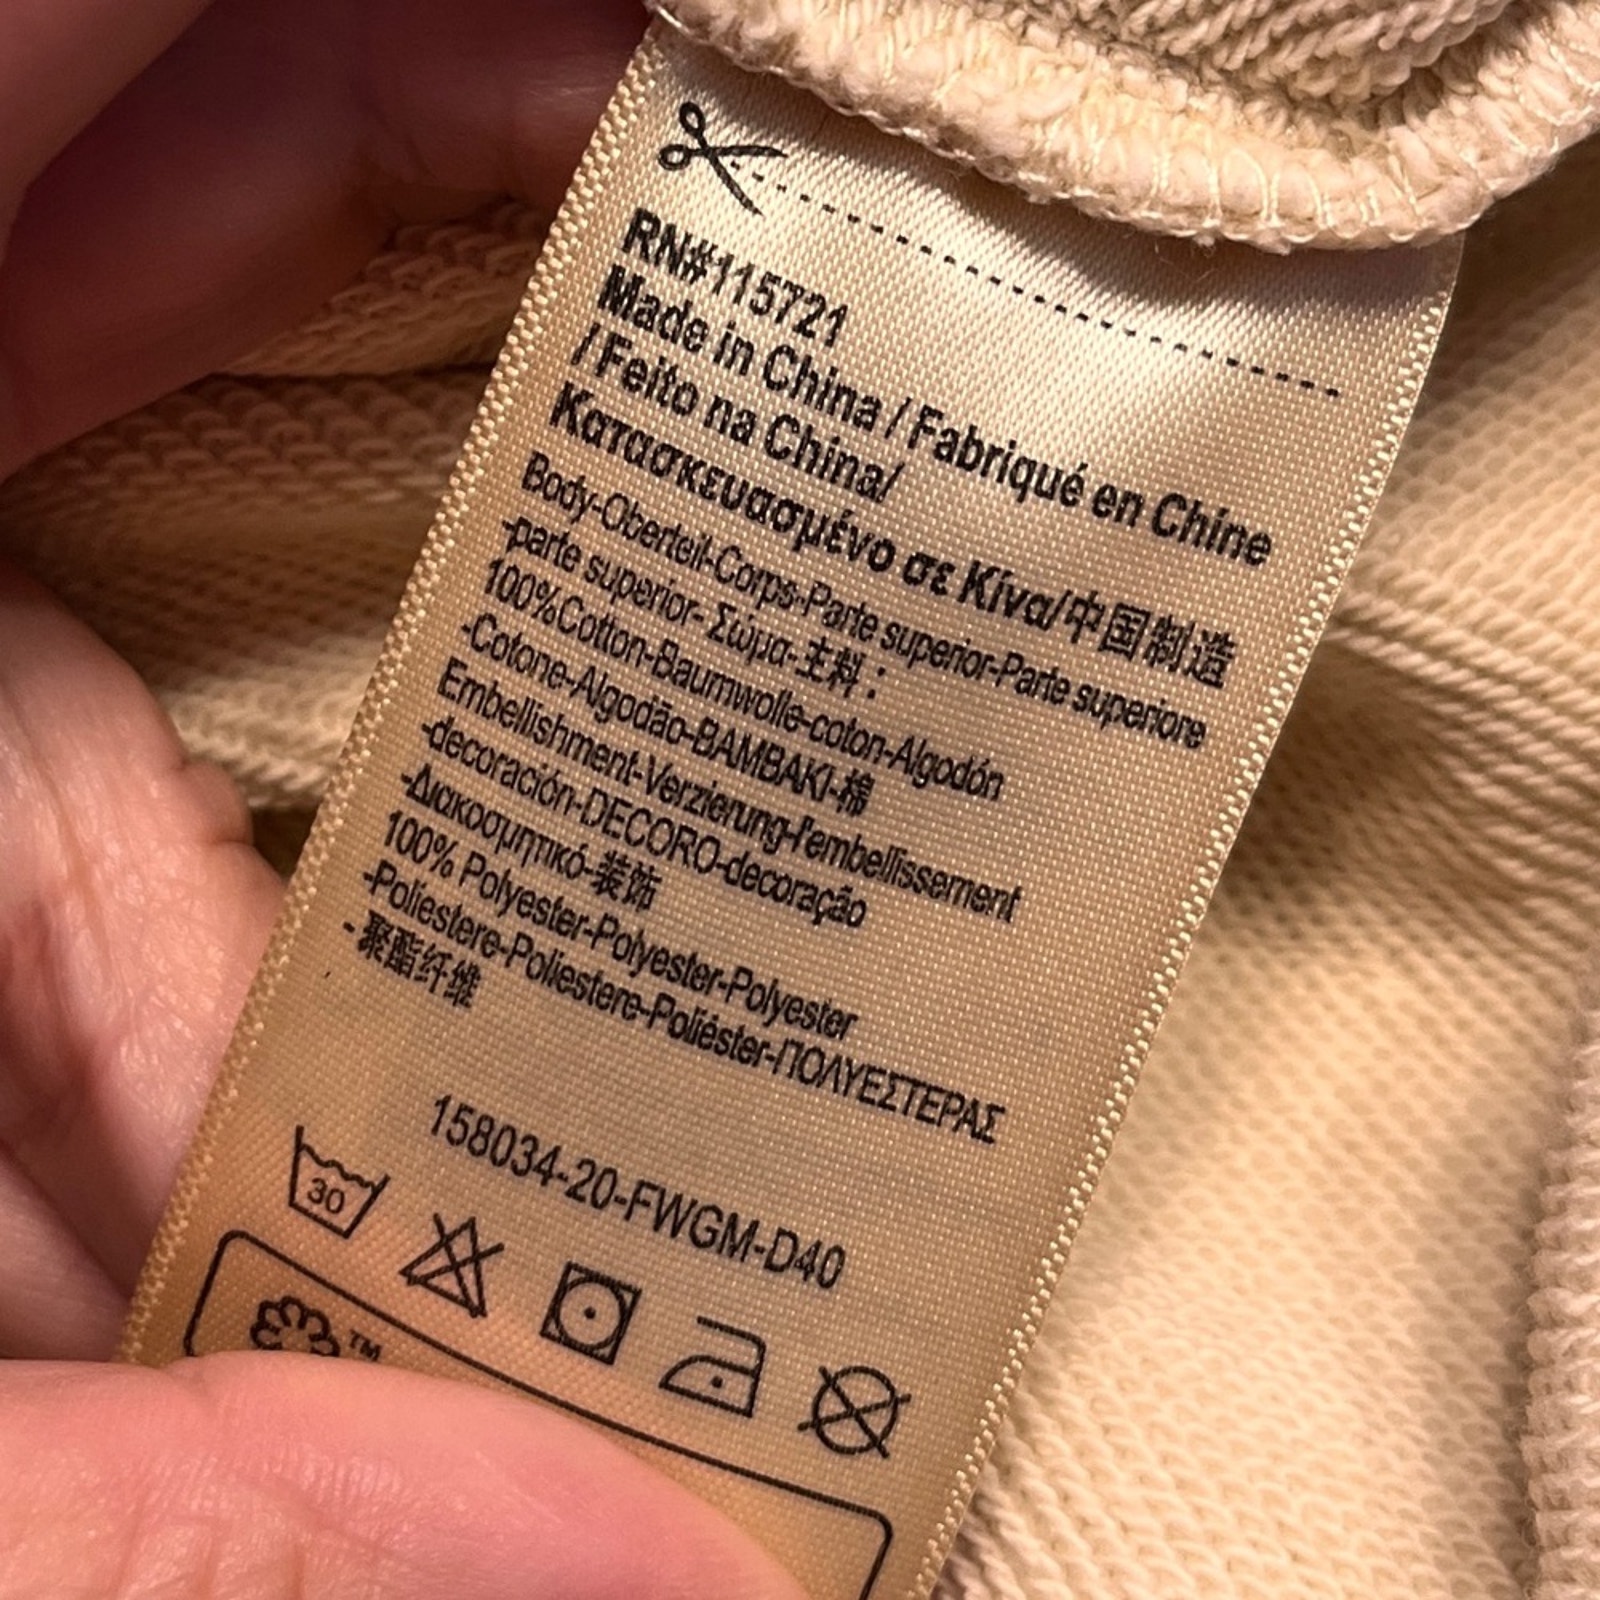 RN#115721
Made in China / Fabriqué en Chine
/ Feito na China/
Κατασκευασμένο σε Κίνα/中国制造
Body-Oberteil-Corps-Parte superior-Parte superiore
-parte superior- Σώμα-主料：
100%Cotton-Baumwolle-coton-Algodón
-Cotone-Algodão-BAMBAKI-棉
Embellishment-Verzierung-l'embellissement
-decoración-DECORO-decoração
-Διακοσμητικό-装饰
100% Polyester-Polyester-Polyester
-Poliestere-Poliestere-Poliéster-ΠΟΛΥΕΣΤΕΡΑΣ
-聚酯纤维
158034-20-FWGM-D40
30
TM